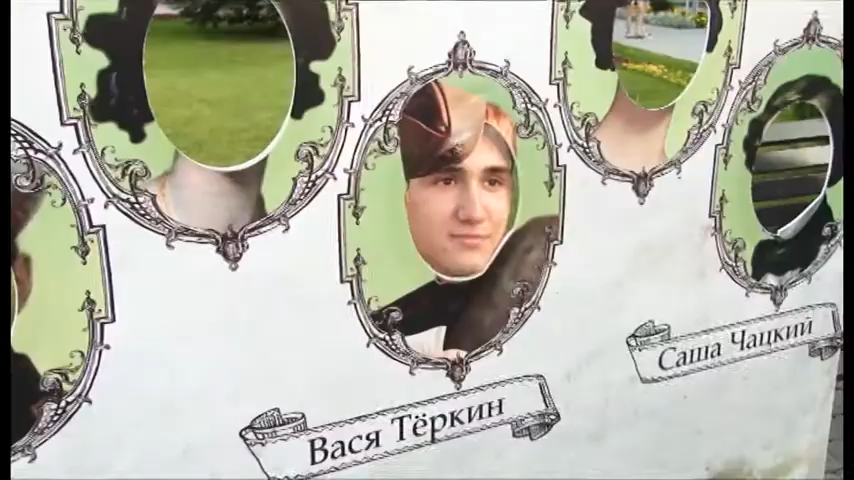 Вася Тёркин
Саша Чацкий